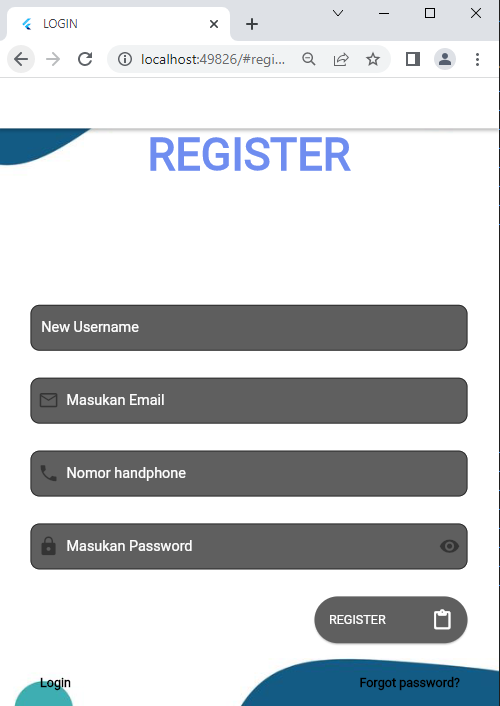 LOGIN
localhost:49826/#regi...
REGISTER
New Username
Masukan Email
Nomor handphone
Masukan Password
REGISTER
Login
Forgot password?